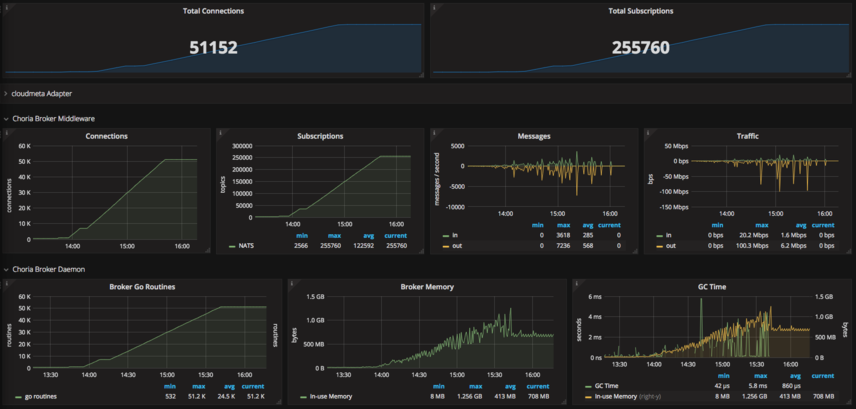 Total Connections
51152
Total Subscriptions
255760
cloudmeta Adapter
Choria Broker Middleware
Connections
60 K
50 K
40 K
30 K
20 K
10 K
0
connections
14:00 15:00 16:00
Subscriptions
300000
250000
200000
150000
100000
50000
0
topics
14:00 15:00 16:00
min max avg current
NATS 2566 255760 122592 255760
Messages
5000
0
-5000
-10000
messages / second
14:00 15:00 16:00
min max avg current
in 0 3618 285 0
out 0 7236 568 0
Traffic
50 Mbps
0 bps
-50 Mbps
-100 Mbps
-150 Mbps
bps
14:00 15:00 16:00
min max avg current
in 0 bps 20.2 Mbps 1.6 Mbps 0 bps
out 0 bps 100.3 Mbps 6.2 Mbps 0 bps
Choria Broker Daemon
Broker Go Routines
60 K
50 K
40 K
30 K
20 K
10 K
0
routines
routines
13:30 14:00 14:30 15:00 15:30 16:00
min max avg current
go routines 532 51.2 K 24.5 K 51.2 K
Broker Memory
1.5 GB
1.0 GB
500 MB
0 B
bytes
13:30 14:00 14:30 15:00 15:30 16:00
min max avg current
In-use Memory 8 MB 1.256 GB 413 MB 708 MB
GC Time
6 ms
4 ms
2 ms
0 ns
seconds
1.5 GB
1.0 GB
500 MB
0 B
bytes
13:30 14:00 14:30 15:00 15:30 16:00
min max avg current
GC Time 42 µs 5.8 ms 860 µs
In-use Memory (right-y) 8 MB 1.256 GB 413 MB 708 MB